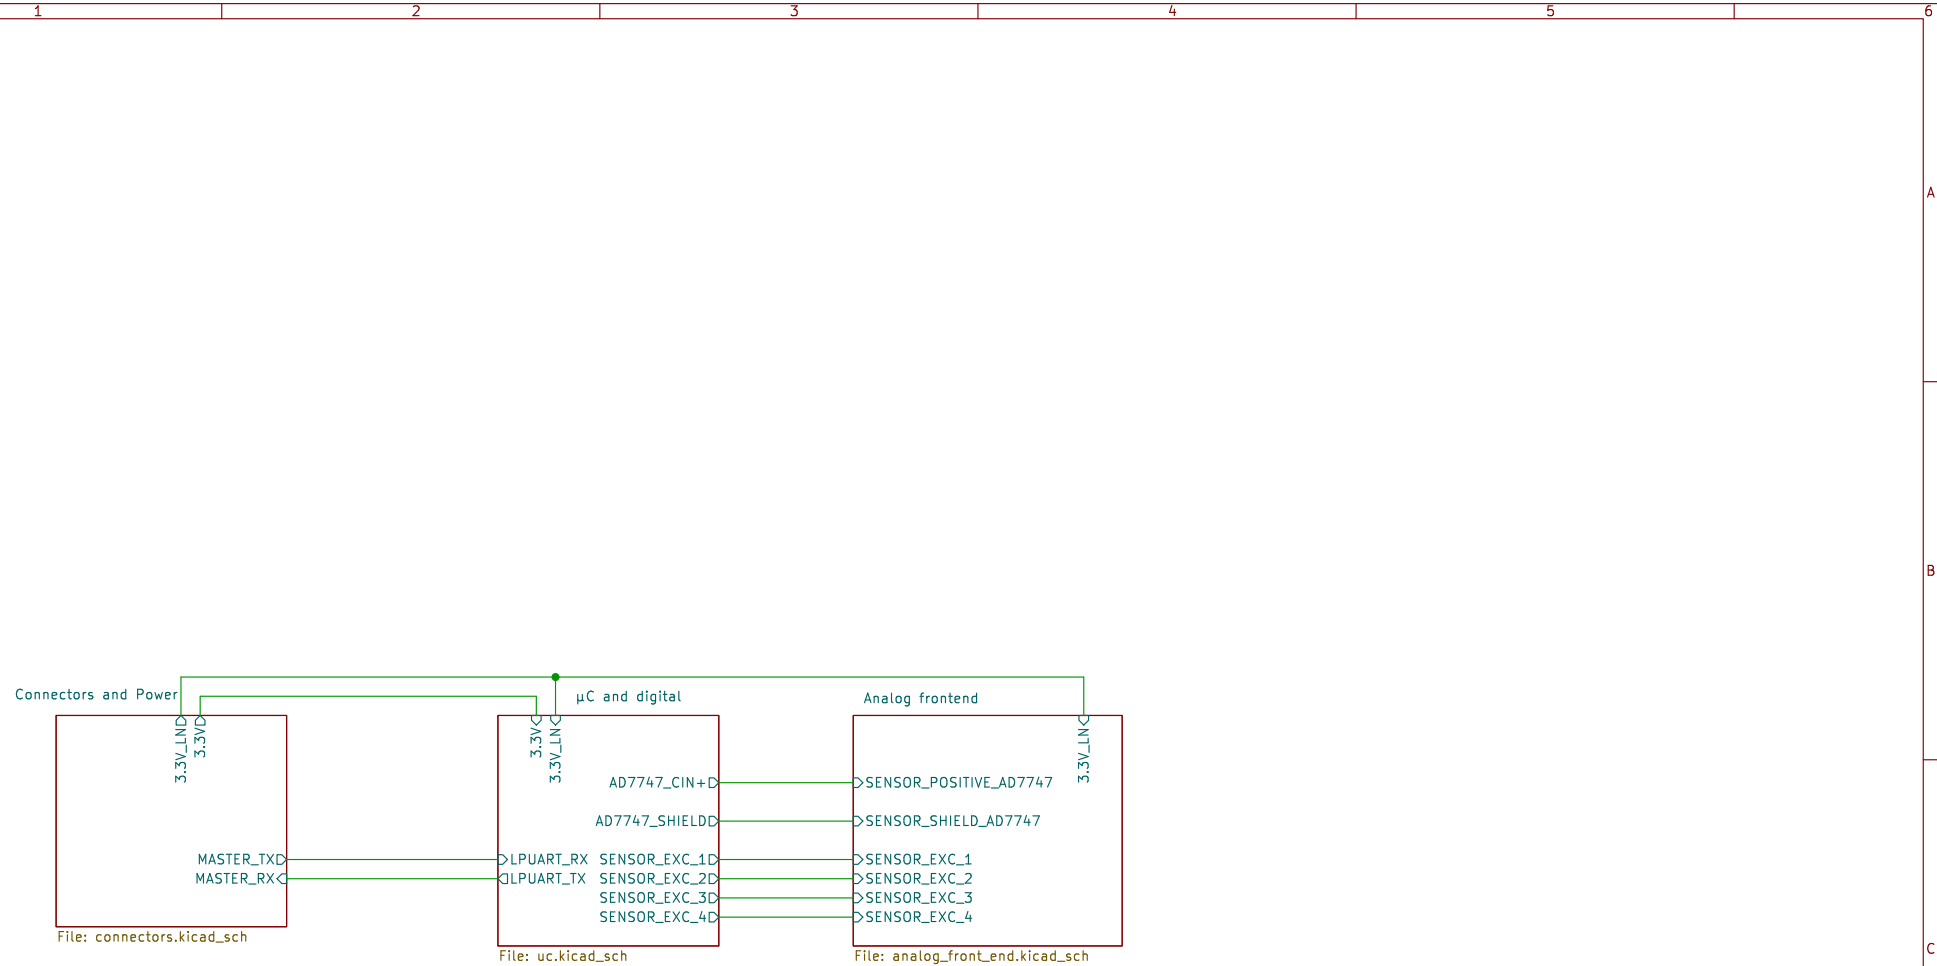 1 2 3 4 5 6
A
B
C
Connectors and Power
3.3V_LN
3.3V
MASTER_TX
MASTER_RX
File: connectors.kicad_sch
µC and digital
3.3V
3.3V_LN
AD7747_CIN+
AD7747_SHIELD
LPUART_RX SENSOR_EXC_1
LPUART_TX SENSOR_EXC_2
SENSOR_EXC_3
SENSOR_EXC_4
File: uc.kicad_sch
Analog frontend
3.3V_LN
SENSOR_POSITIVE_AD7747
SENSOR_SHIELD_AD7747
SENSOR_EXC_1
SENSOR_EXC_2
SENSOR_EXC_3
SENSOR_EXC_4
File: analog_front_end.kicad_sch